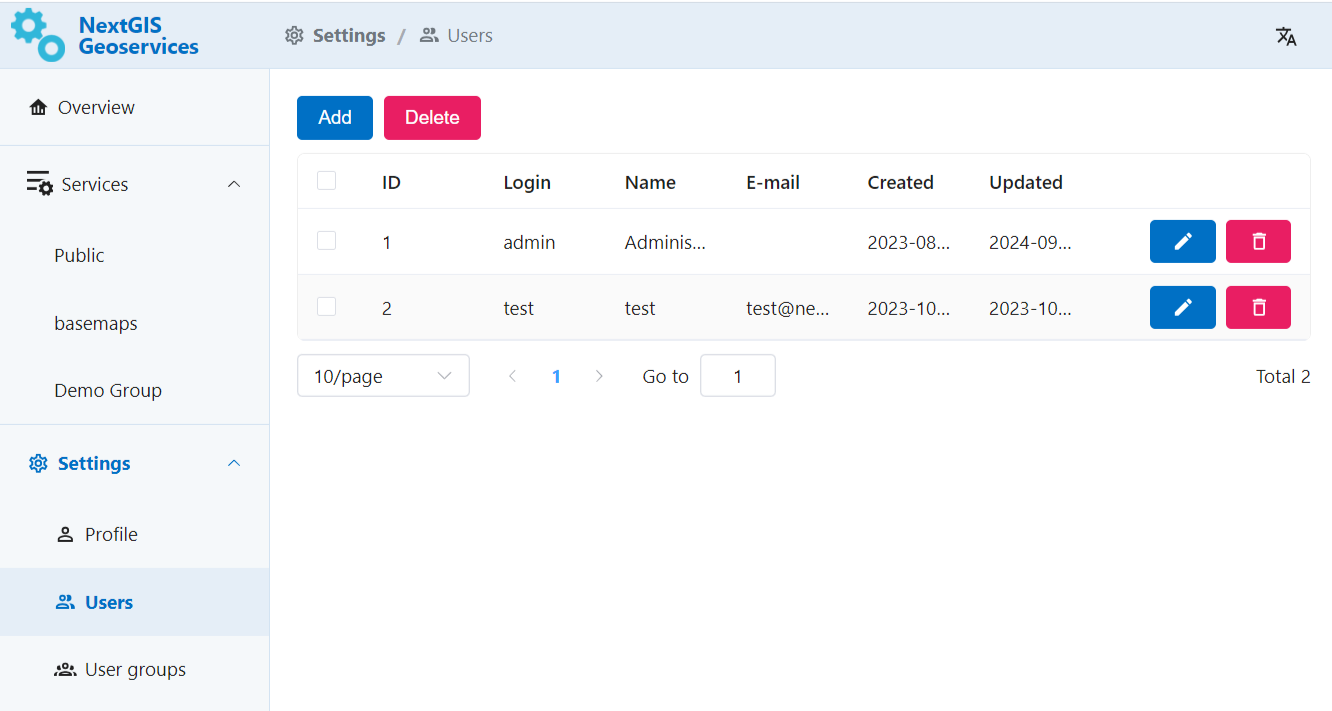 NextGIS
Geoservices
Settings / Users
Overview
Services
Public
basemaps
Demo Group
Settings
Profile
Users
User groups
Add Delete
ID Login Name E-mail Created Updated
1 admin Adminis... 2023-08... 2024-09...
2 test test test@ne... 2023-10... 2023-10...
10/page 1 Go to 1 Total 2